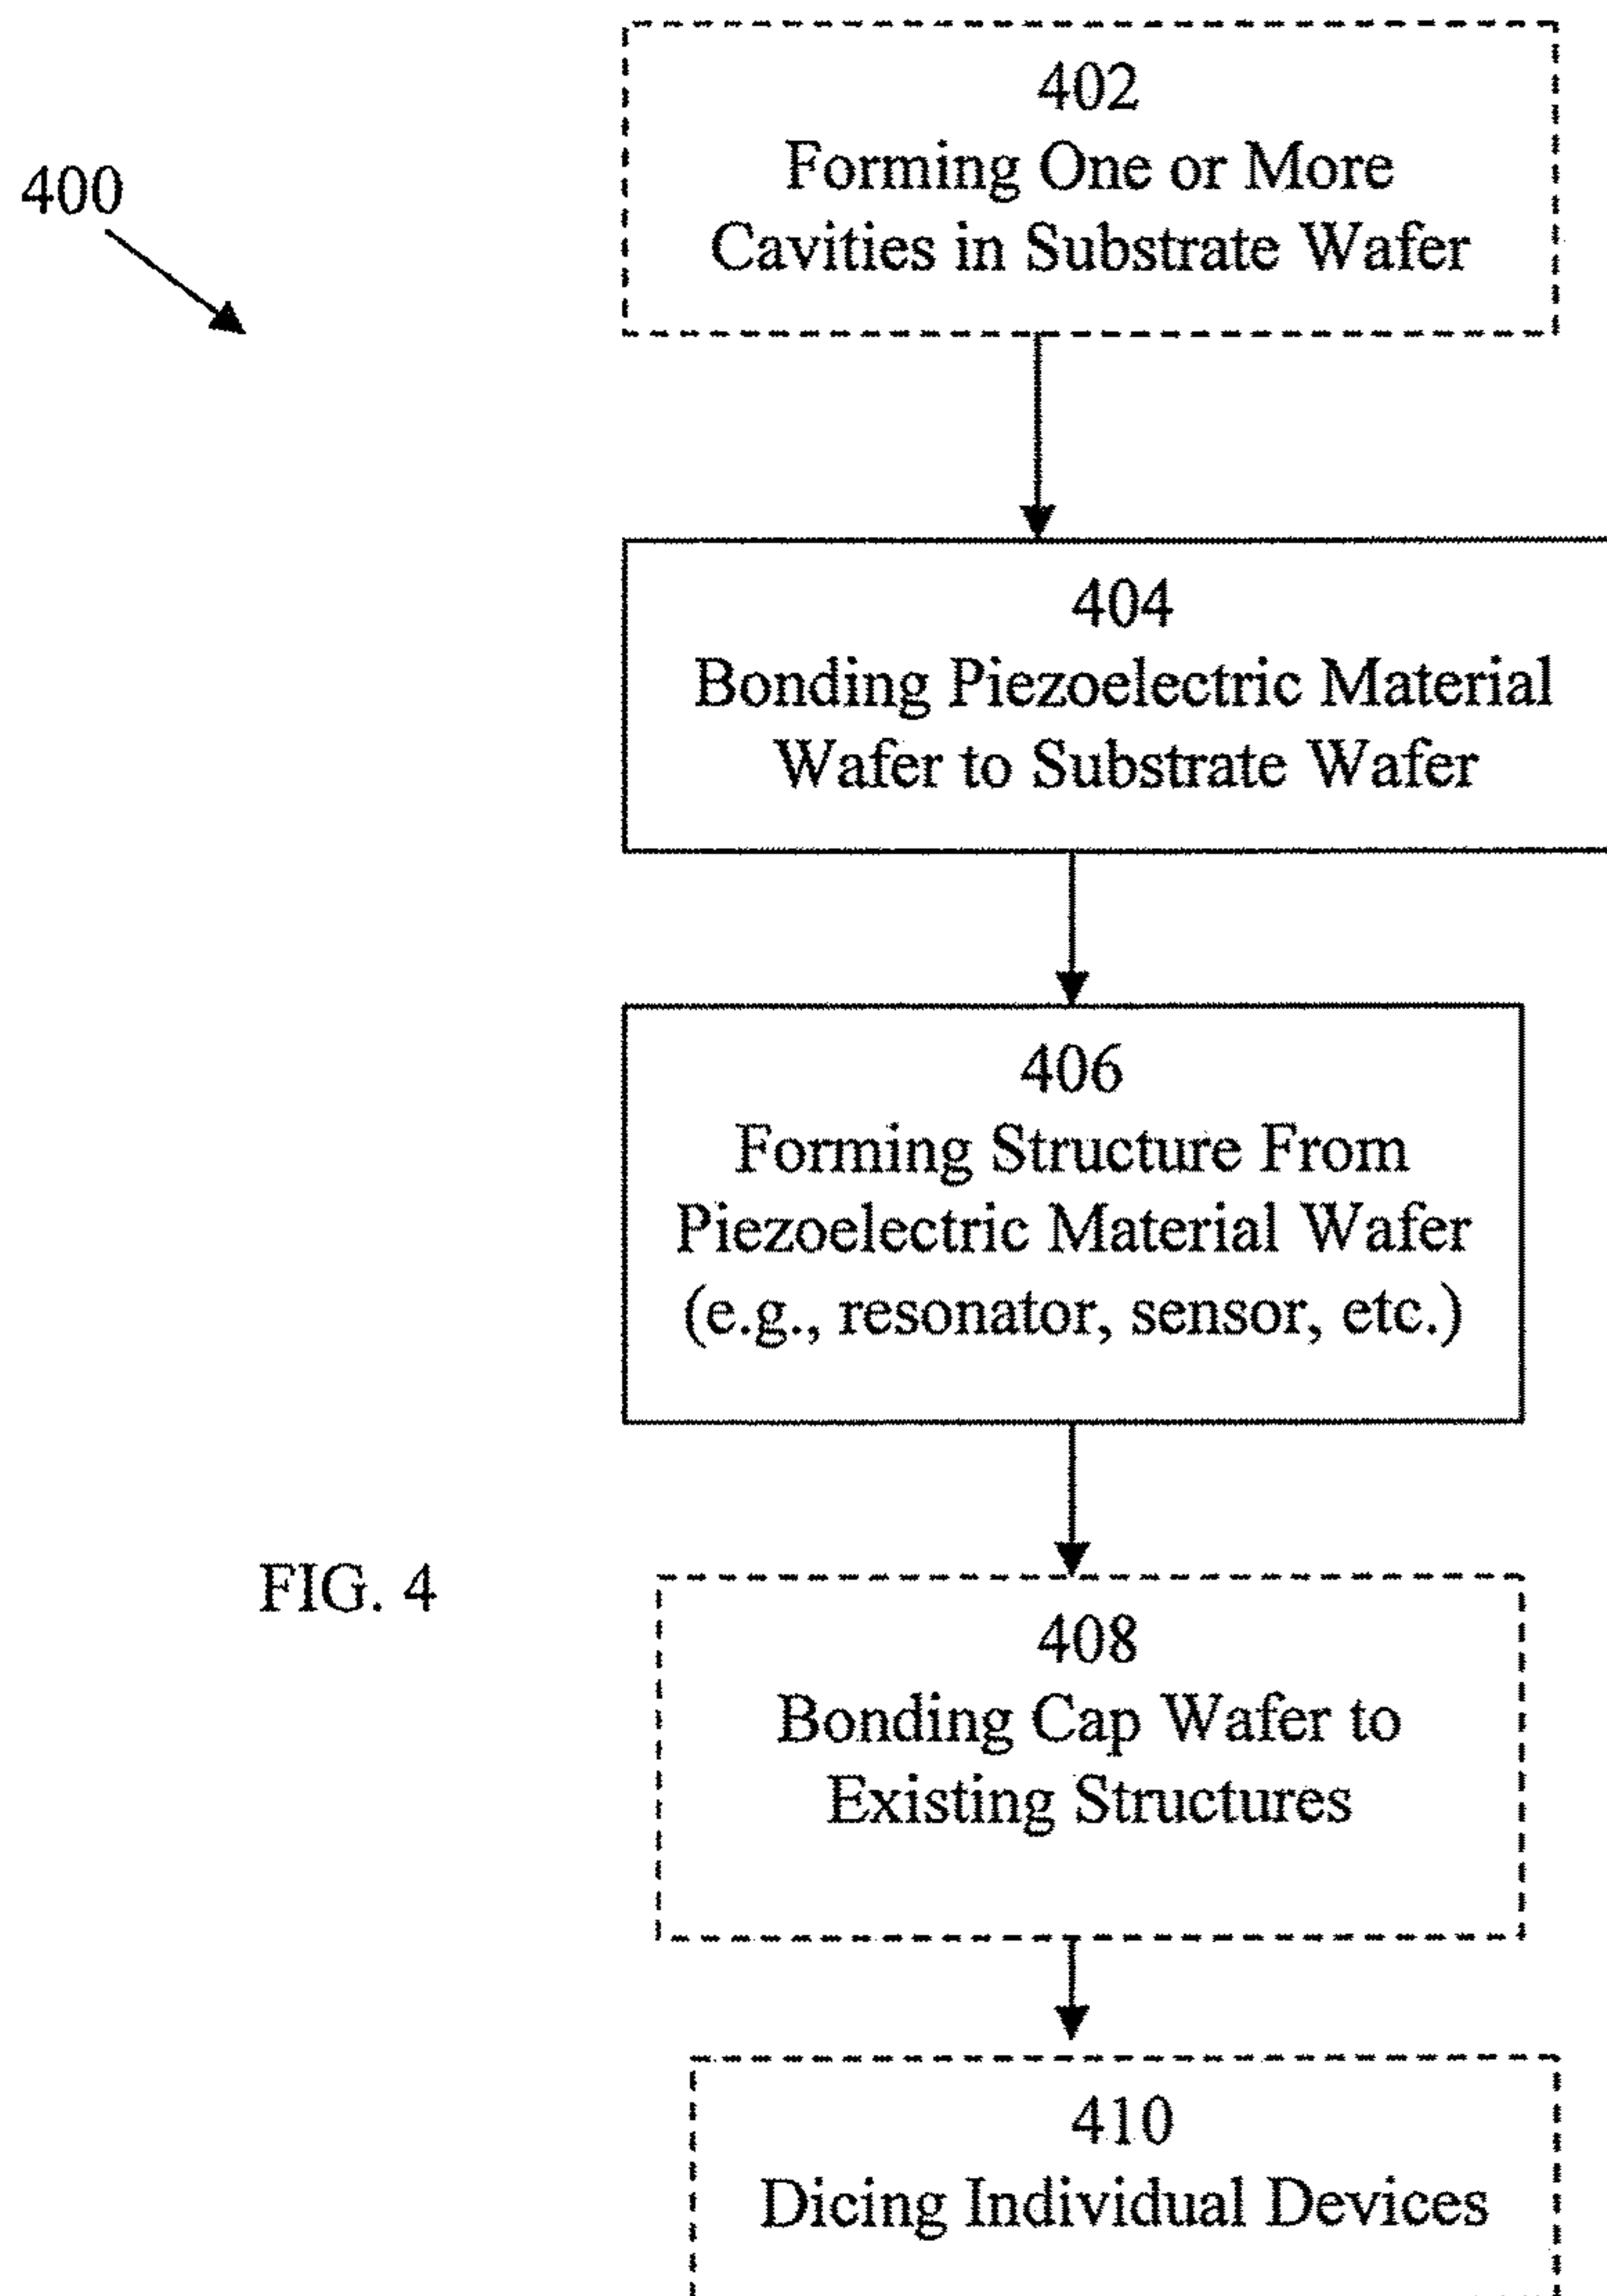 400
402
Forming One or More
Cavities in Substrate Wafer
404
Bonding Piezoelectric Material
Wafer to Substrate Wafer
406
Forming Structure From
Piezoelectric Material Wafer
(e.g., resonator, sensor, etc.)
FIG. 4
408
Bonding Cap Wafer to
Existing Structures
410
Dicing Individual Devices